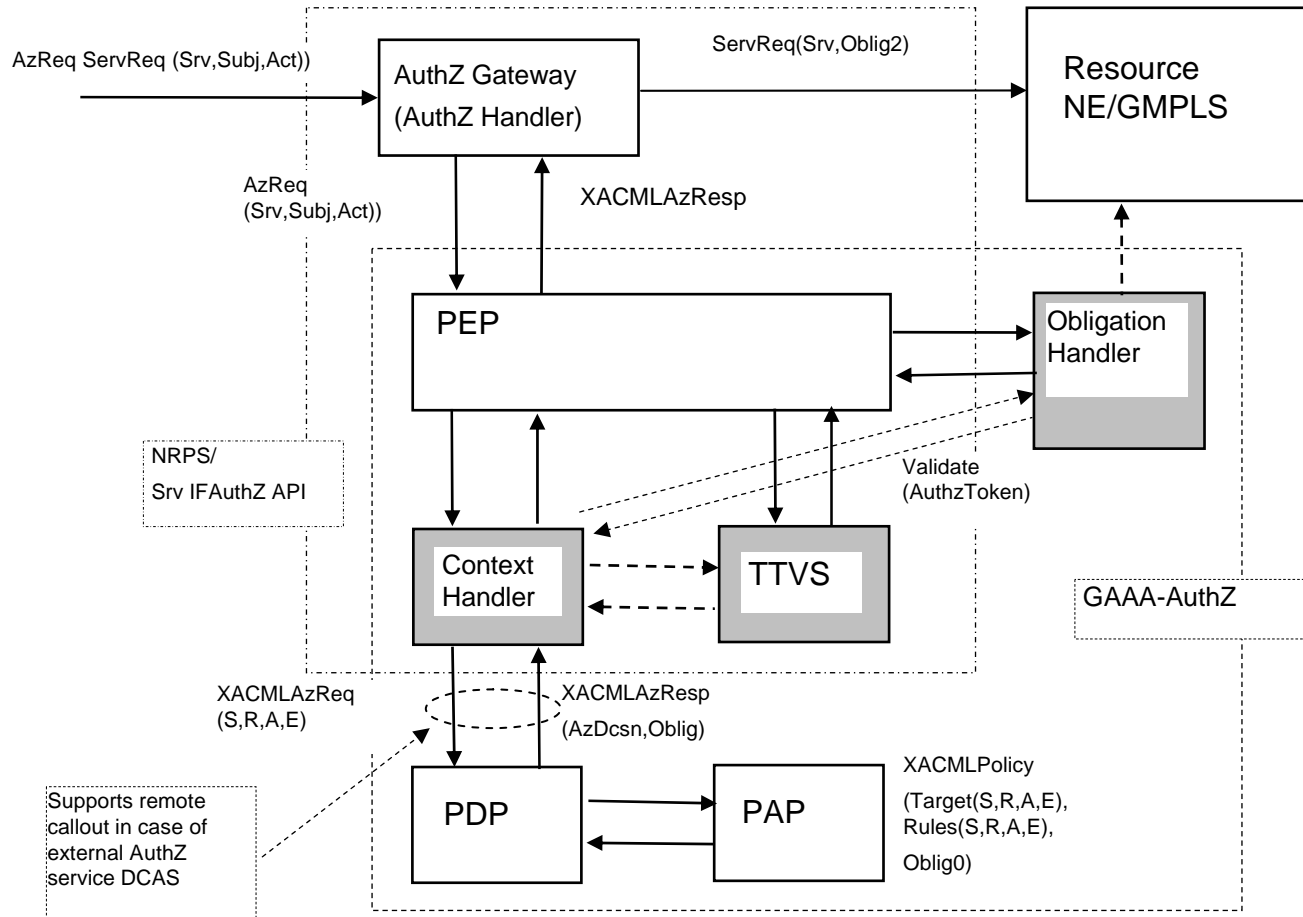 AzReq ServReq (Srv,Subj,Act))
AuthZ Gateway
(AuthZ Handler)
ServReq(Srv,Oblig2)
Resource
NE/GMPLS
AzReq
(Srv,Subj,Act))
XACMLAzResp
PEP
Obligation
Handler
NRPS/
Srv IFAuthZ API
Validate
(AuthzToken)
Context
Handler
TTVS
GAAA-AuthZ
XACMLAzReq
(S,R,A,E)
XACMLAzResp
(AzDcsn,Oblig)
Supports remote
callout in case of
external AuthZ
service DCAS
PDP
PAP
XACMLPolicy
(Target(S,R,A,E),
Rules(S,R,A,E),
Oblig0)